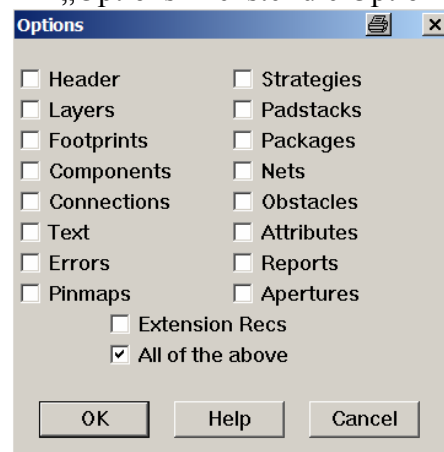 „Options
Options
Header Strategies
Layers Padstacks
Footprints Packages
Components Nets
Connections Obstacles
Text Attributes
Errors Reports
Pinmaps Apertures
Extension Recs
All of the above
OK Help Cancel